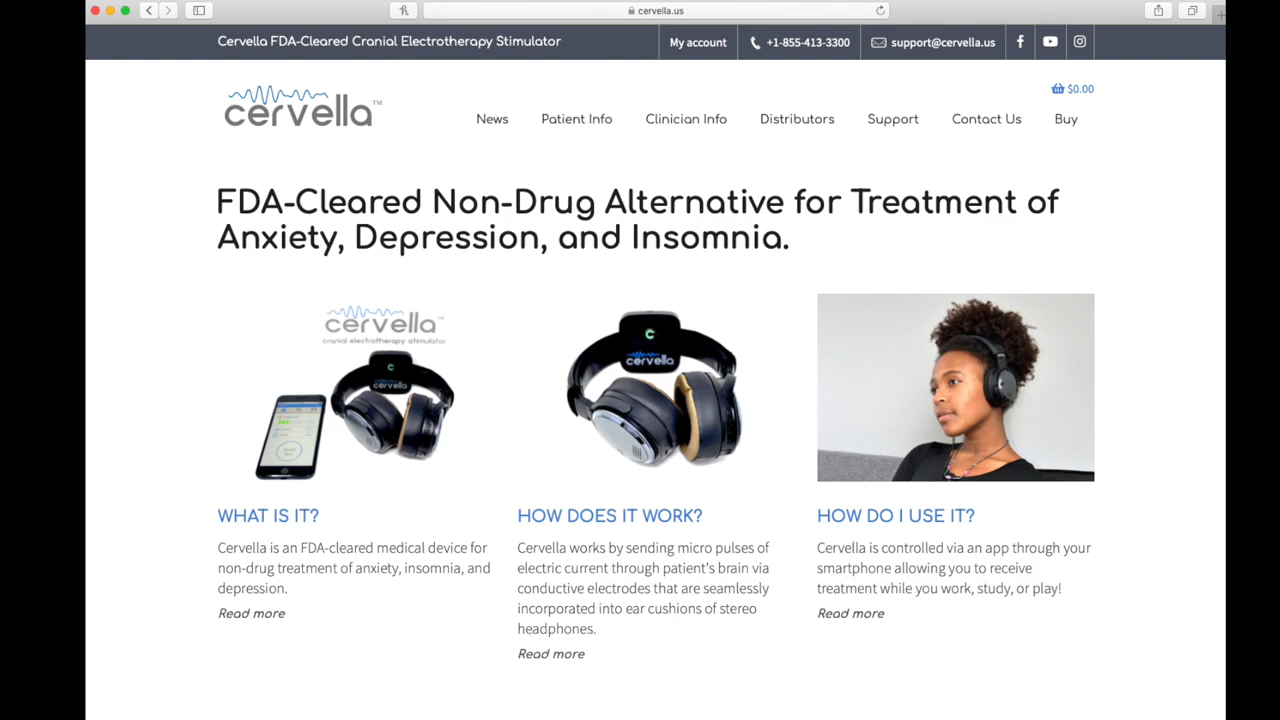 cervella.us
Cervella FDA-Cleared Cranial Electrotherapy Stimulator
My account
+1-855-413-3300
support@cervella.us
$0.00
cervella™
News
Patient Info
Clinician Info
Distributors
Support
Contact Us
Buy
FDA-Cleared Non-Drug Alternative for Treatment of
Anxiety, Depression, and Insomnia.
cervella™
cranial electrotherapy stimulator
cervella
cervella
WHAT IS IT?
Cervella is an FDA-cleared medical device for
non-drug treatment of anxiety, insomnia, and
depression.
Read more
HOW DOES IT WORK?
Cervella works by sending micro pulses of
electric current through patient's brain via
conductive electrodes that are seamlessly
incorporated into ear cushions of stereo
headphones.
Read more
HOW DO I USE IT?
Cervella is controlled via an app through your
smartphone allowing you to receive
treatment while you work, study, or play!
Read more